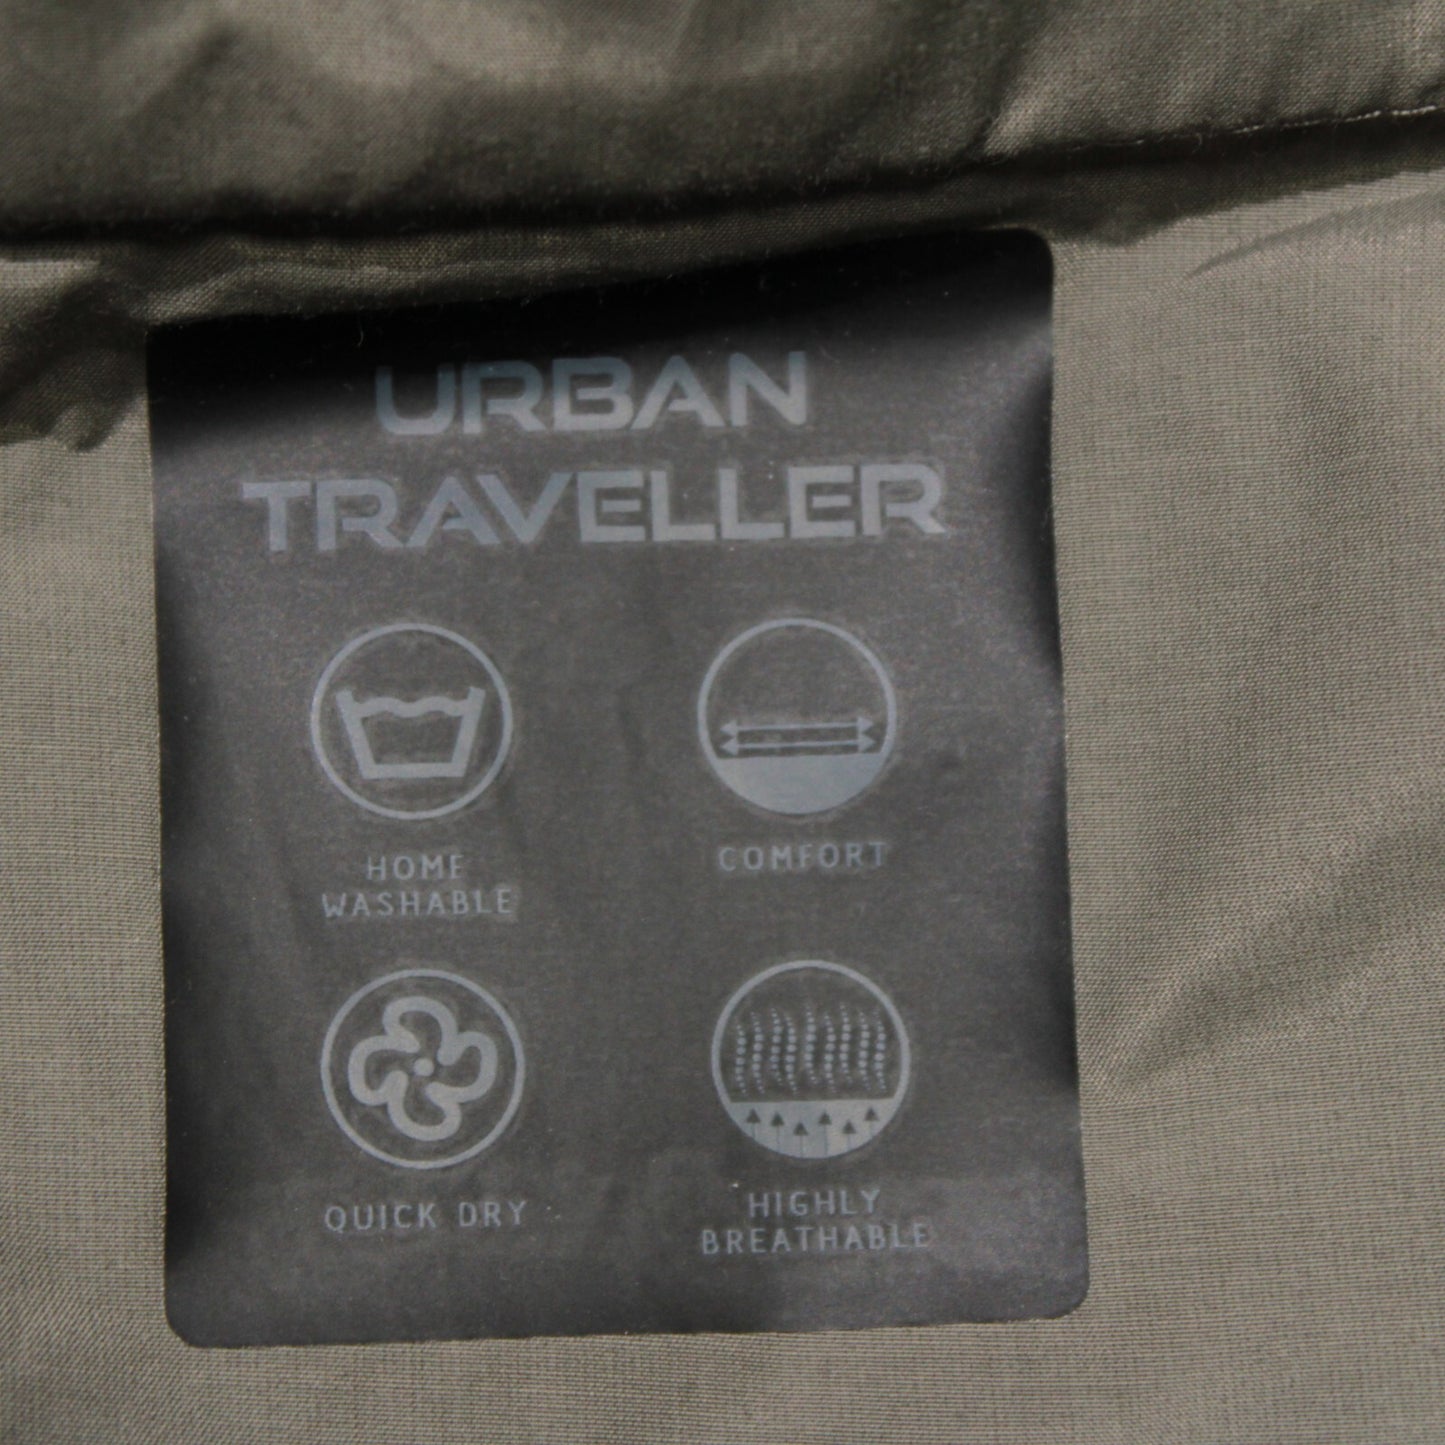 URBAN
TRAVELLER
HOME
WASHABLE
COMFORT
QUICK DRY
HIGHLY
BREATHABLE